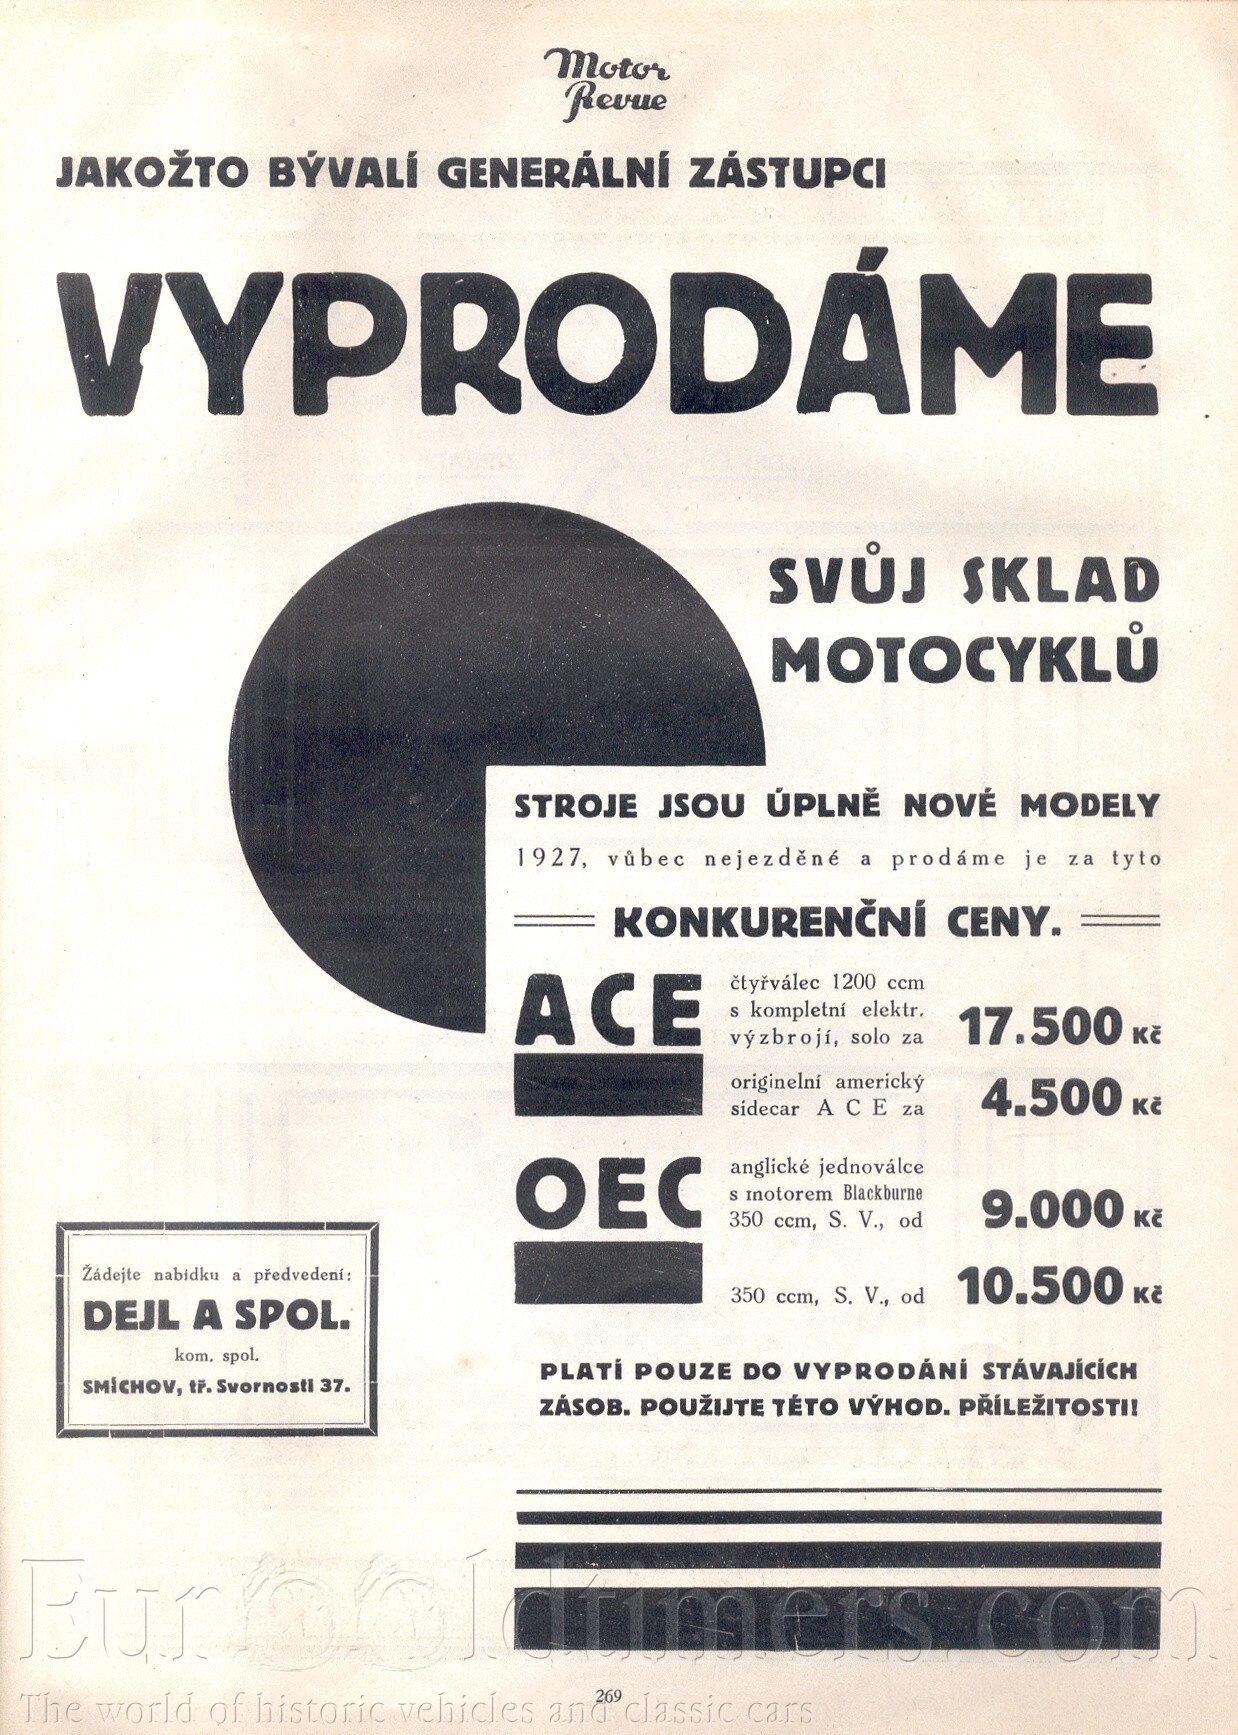 Motor
Revue
JAKOŽTO BÝVALÍ GENERÁLNÍ ZÁSTUPCI
VYPRODÁME
SVŮJ SKLAD
MOTOCYKLŮ
STROJE JSOU ÚPLNĚ NOVÉ MODELY
1927, vůbec nejezděné a prodáme je za tyto
KONKURENČNÍ CENY.
ACE
čtyřválec 1200 ccm
s kompletní elektr.
výzbrojí, solo za
17.500 Kč
originelní americký
sidecar ACE za
4.500 Kč
OEC
anglické jednoválce
s motorem Blackburne
350 ccm, S. V., od
9.000 Kč
350 ccm, S. V., od
10.500 Kč
Žádejte nabídku a předvedení:
DEJL A SPOL.
kom. spol.
SMÍCHOV, tř. Svornosti 37.
PLATÍ POUZE DO VYPRODÁNÍ STÁVAJÍCÍCH
ZÁSOB. POUŽIJTE TÉTO VÝHOD. PŘÍLEŽITOSTI!
EurOOldtimers.com
The world of historic vehicles and classic cars
269